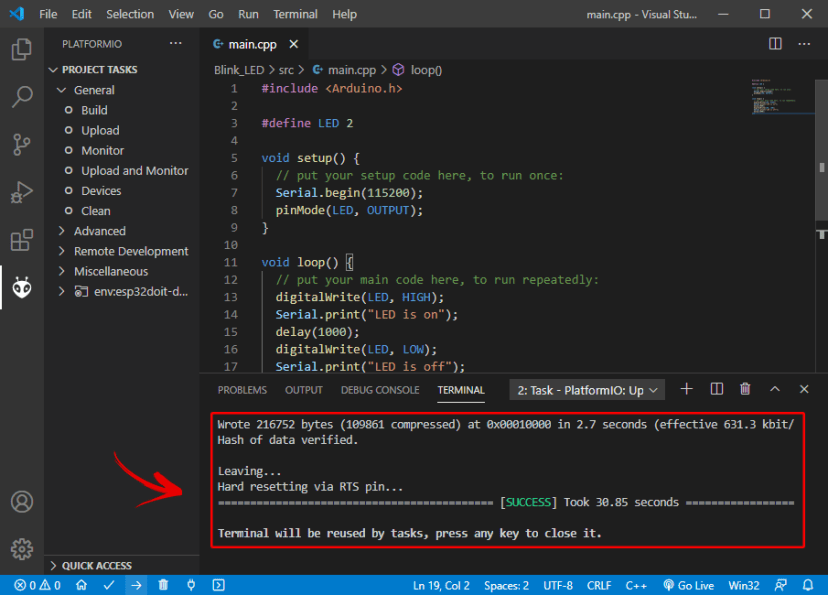 File Edit Selection View Go Run Terminal Help main.cpp - Visual Stu...
PLATFORMIO
PROJECT TASKS
General
Build
Upload
Monitor
Upload and Monitor
Devices
Clean
Advanced
Remote Development
Miscellaneous
env:esp32doit-d...
QUICK ACCESS
main.cpp
Blink_LED > src > main.cpp > loop()
1 #include <Arduino.h>
2
3 #define LED 2
4
5 void setup() {
6 // put your setup code here, to run once:
7 Serial.begin(115200);
8 pinMode(LED, OUTPUT);
9 }
10
11 void loop() {
12 // put your main code here, to run repeatedly:
13 digitalWrite(LED, HIGH);
14 Serial.print("LED is on");
15 delay(1000);
16 digitalWrite(LED, LOW);
17 Serial.print("LED is off");
PROBLEMS OUTPUT DEBUG CONSOLE TERMINAL 2: Task - PlatformIO: Up
Wrote 216752 bytes (109861 compressed) at 0x00010000 in 2.7 seconds (effective 631.3 kbit/
Hash of data verified.
Leaving...
Hard resetting via RTS pin...
========================================== [SUCCESS] Took 30.85 seconds =================
Terminal will be reused by tasks, press any key to close it.
0 0 Ln 19, Col 2 Spaces: 2 UTF-8 CRLF C++ Go Live Win32